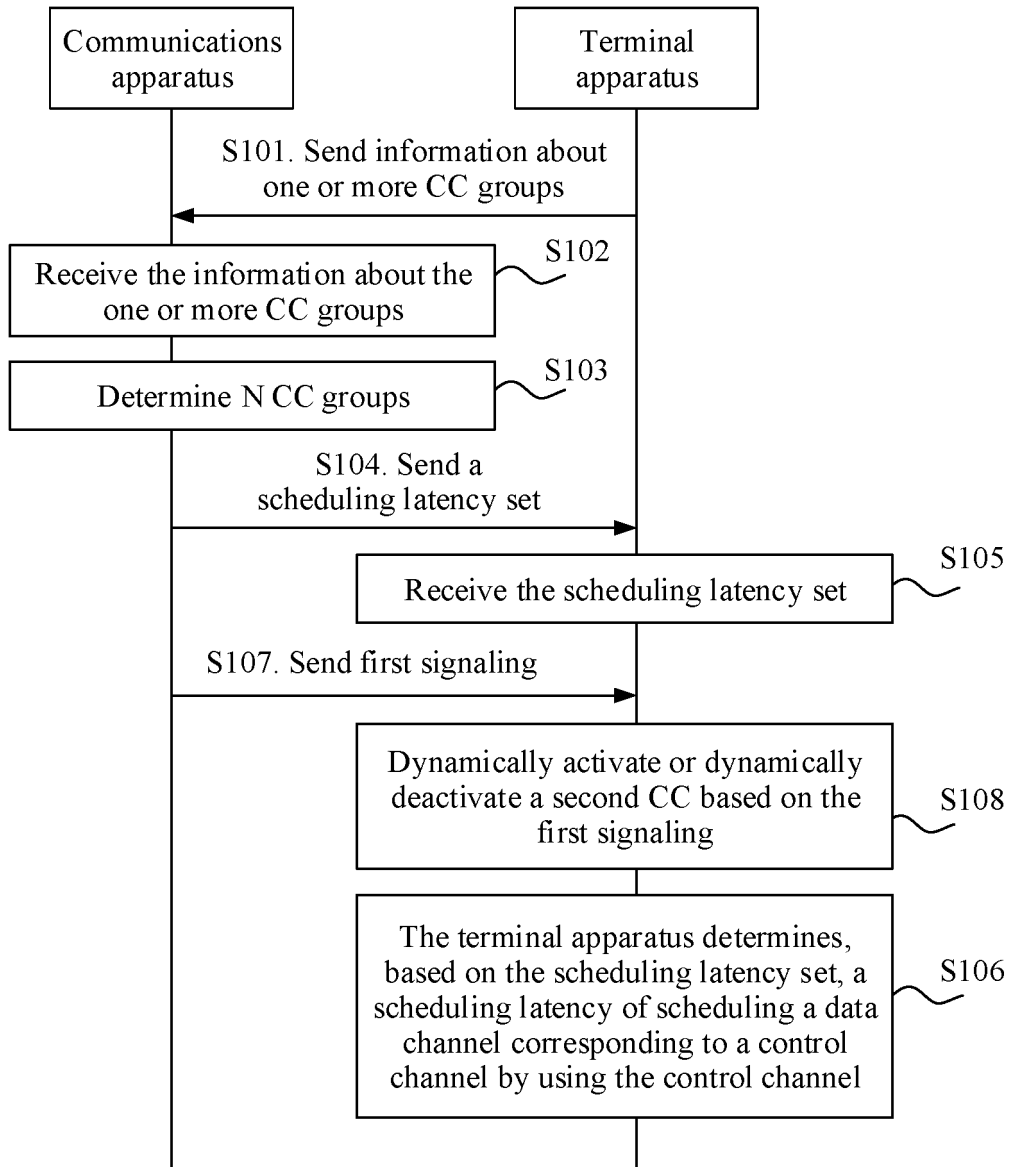 Communications
apparatus
Terminal
apparatus
S101. Send information about
one or more CC groups
S102
Receive the information about the
one or more CC groups
S103
Determine N CC groups
S104. Send a
scheduling latency set
S105
Receive the scheduling latency set
S107. Send first signaling
Dynamically activate or dynamically
deactivate a second CC based on the
first signaling
S108
The terminal apparatus determines,
based on the scheduling latency set, a
scheduling latency of scheduling a data
channel corresponding to a control
channel by using the control channel
S106